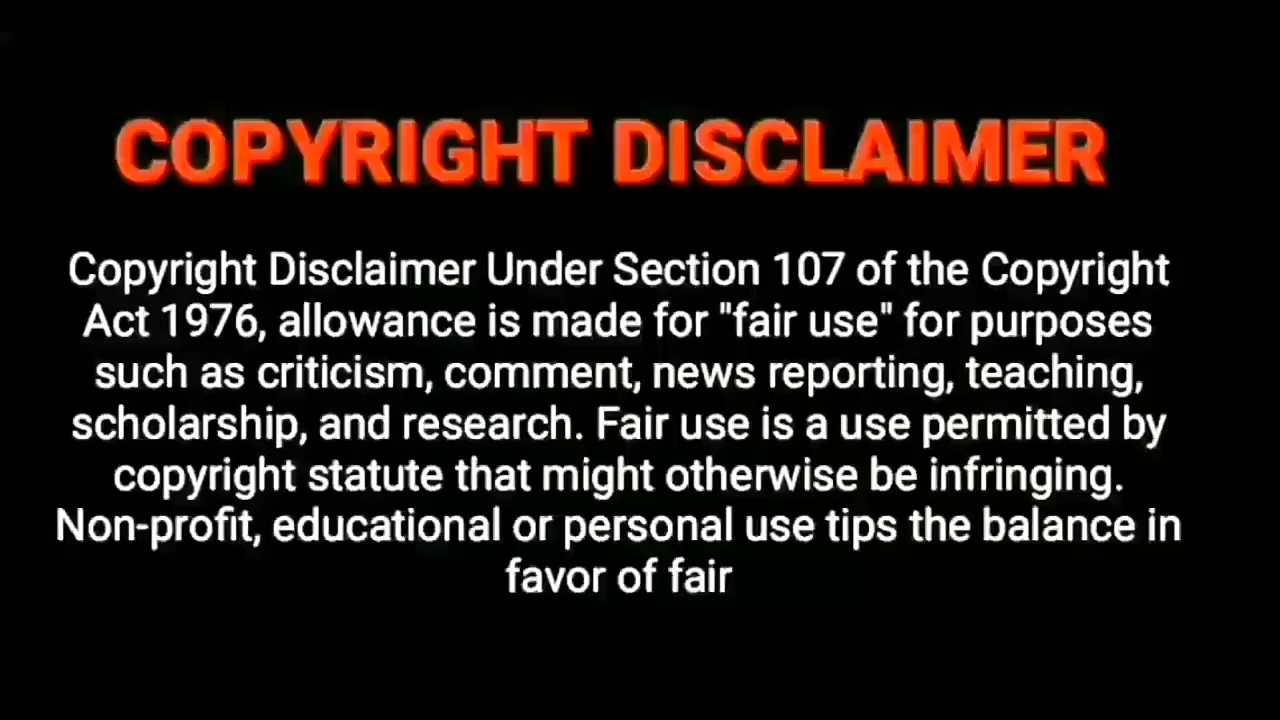 COPYRIGHT DISCLAIMER
Copyright Disclaimer Under Section 107 of the Copyright
Act 1976, allowance is made for "fair use" for purposes
such as criticism, comment, news reporting, teaching,
scholarship, and research. Fair use is a use permitted by
copyright statute that might otherwise be infringing.
Non-profit, educational or personal use tips the balance in
favor of fair